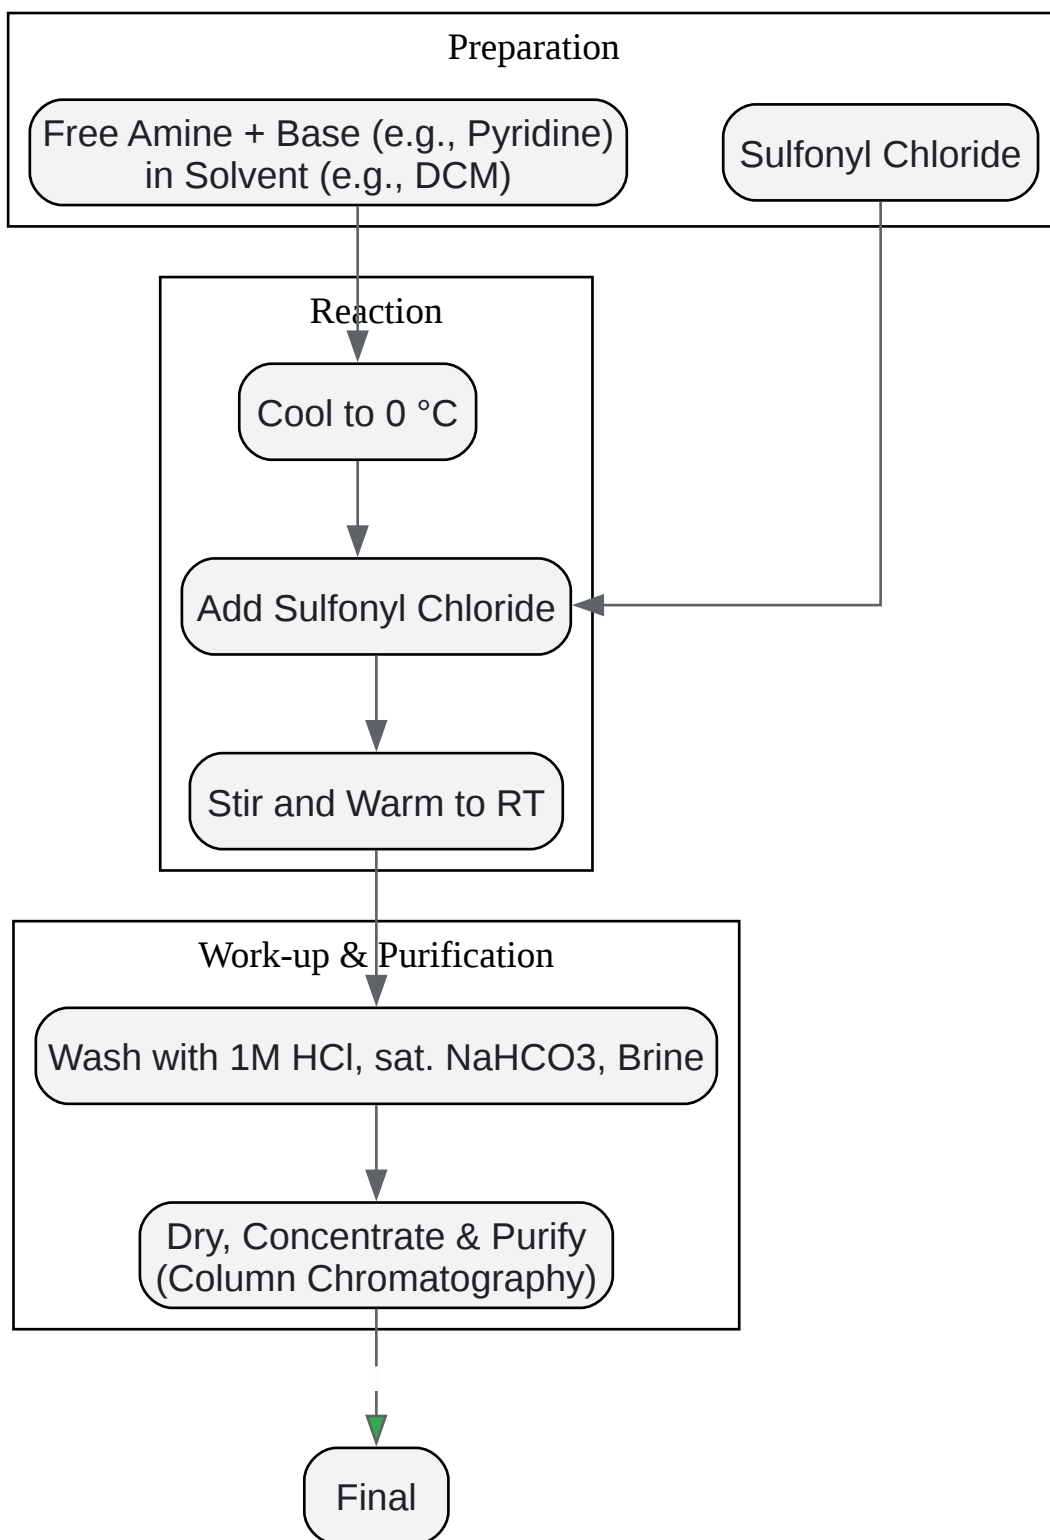 Preparation
Free Amine + Base (e.g., Pyridine)
in Solvent (e.g., DCM)
Sulfonyl Chloride
Reaction
Cool to 0 °C
Add Sulfonyl Chloride
Stir and Warm to RT
Work-up & Purification
Wash with 1M HCl, sat. NaHCO3, Brine
Dry, Concentrate & Purify
(Column Chromatography)
Final